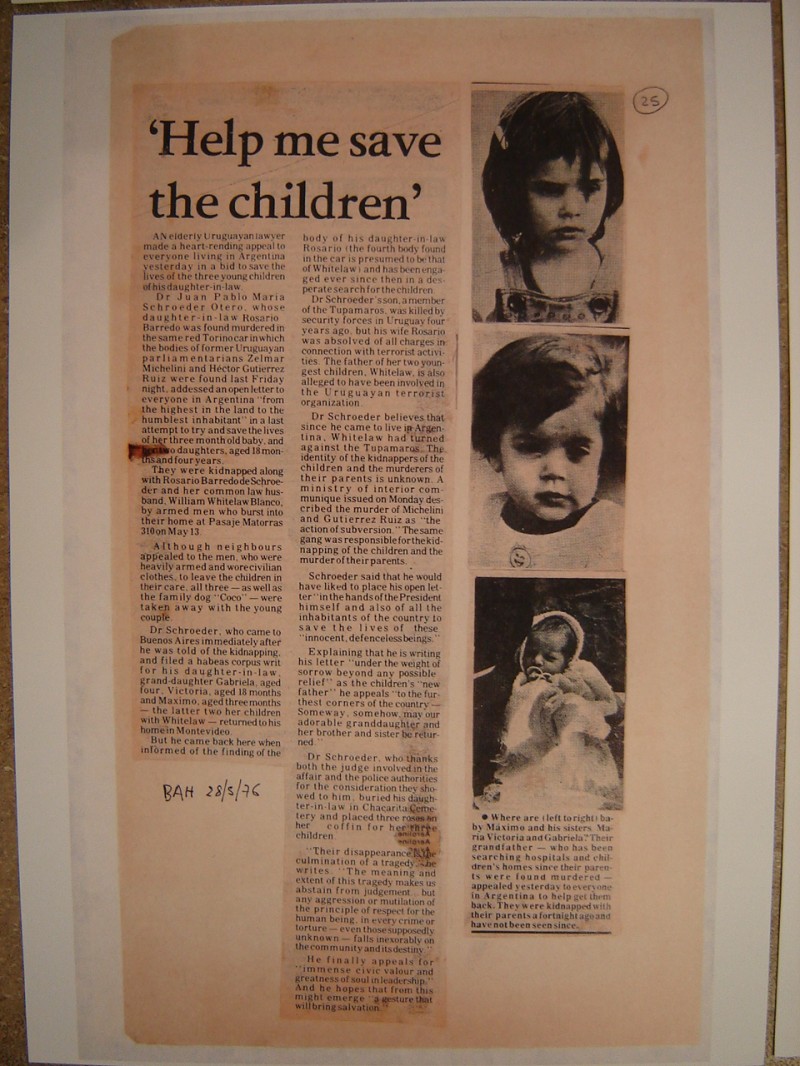 'Help me save
the children'
AN elderly Uruguayan lawyer
made a heart-rending appeal to
everyone living in Argentina
yesterday in a bid to save the
lives of the three young children
of his daughter-in-law.
Dr Juan Pablo Maria
Schroeder Otero, whose
daughter-in-law Rosario
Barredo was found murdered in
the same red Torino car in which
the bodies of former Uruguayan
parliamentarians Zelmar
Michelini and Héctor Gutierrez
Ruiz were found last Friday
night, addressed an open letter to
everyone in Argentina "from
the highest in the land to the
humblest inhabitant" in a last
attempt to try and save the lives
of her three month old baby, and
two daughters, aged 18 mon-
ths and four years.
They were kidnapped along
with Rosario Barredo de Schroe-
der and her common law hus-
band, William Whitelaw Blanco,
by armed men who burst into
their home at Pasaje Matorras
310 on May 13.
Although neighbours
appealed to the men, who were
heavily armed and wore civilian
clothes, to leave the children in
their care, all three — as well as
the family dog "Coco" — were
taken away with the young
couple.
Dr Schroeder, who came to
Buenos Aires immediately after
he was told of the kidnapping,
and filed a habeas corpus writ
for his daughter-in-law,
grand-daughter Gabriela, aged
four, Victoria, aged 18 months
and Maximo, aged three months
— the latter two her children
with Whitelaw — returned to his
home in Montevideo.
But he came back here when
informed of the finding of the
body of his daughter-in-law
Rosario (the fourth body found
in the car is presumed to be that
of Whitelaw) and has been enga-
ged ever since then in a des-
perate search for the children.
Dr Schroeder's son, a member
of the Tupamaros, was killed by
security forces in Uruguay four
years ago, but his wife Rosario
was absolved of all charges in
connection with terrorist activi-
ties. The father of her two youn-
gest children, Whitelaw, is also
alleged to have been involved in
the Uruguayan terrorist
organization.
Dr Schroeder believes that
since he came to live in Argen-
tina, Whitelaw had turned
against the Tupamaros. The
identity of the kidnappers of the
children and the murderers of
their parents is unknown. A
ministry of interior com-
munique issued on Monday des-
cribed the murder of Michelini
and Gutierrez Ruiz as "the
action of subversion." The same
gang was responsible for the kid-
napping of the children and the
murder of their parents.
Schroeder said that he would
have liked to place his open let-
ter "in the hands of the President
himself and also of all the
inhabitants of the country to
save the lives of these
"innocent, defenceless beings."
Explaining that he is writing
his letter "under the weight of
sorrow beyond any possible
relief" as the children's "new
father" he appeals "to the fur-
thest corners of the country —
Someway, somehow, may our
adorable granddaughter and
her brother and sister be retur-
ned."
Dr Schroeder, who thanks
both the judge involved in the
affair and the police authorities
for the consideration they sho-
wed to him, buried his daugh-
ter-in-law in Chacarita Ceme-
tery and placed three roses on
her coffin for her three
children.
"Their disappearance is the
culmination of a tragedy," he
writes. "The meaning and
extent of this tragedy makes us
abstain from judgement but
any aggression or mutilation of
the principle of respect for the
human being, in every crime or
torture — even those supposedly
unknown — falls inexorably on
the community and its destiny."
He finally appeals for
"immense civic valour and
greatness of soul in leadership."
And he hopes that from this
might emerge "a gesture that
will bring salvation."
BAH 28/5/76
25
● Where are (left to right) ba-
by Máximo and his sisters Ma-
ria Victoria and Gabriela? Their
grandfather — who has been
searching hospitals and chil-
dren's homes since their paren-
ts were found murdered —
appealed yesterday to everyone
in Argentina to help get them
back. They were kidnapped with
their parents a fortnight ago and
have not been seen since.